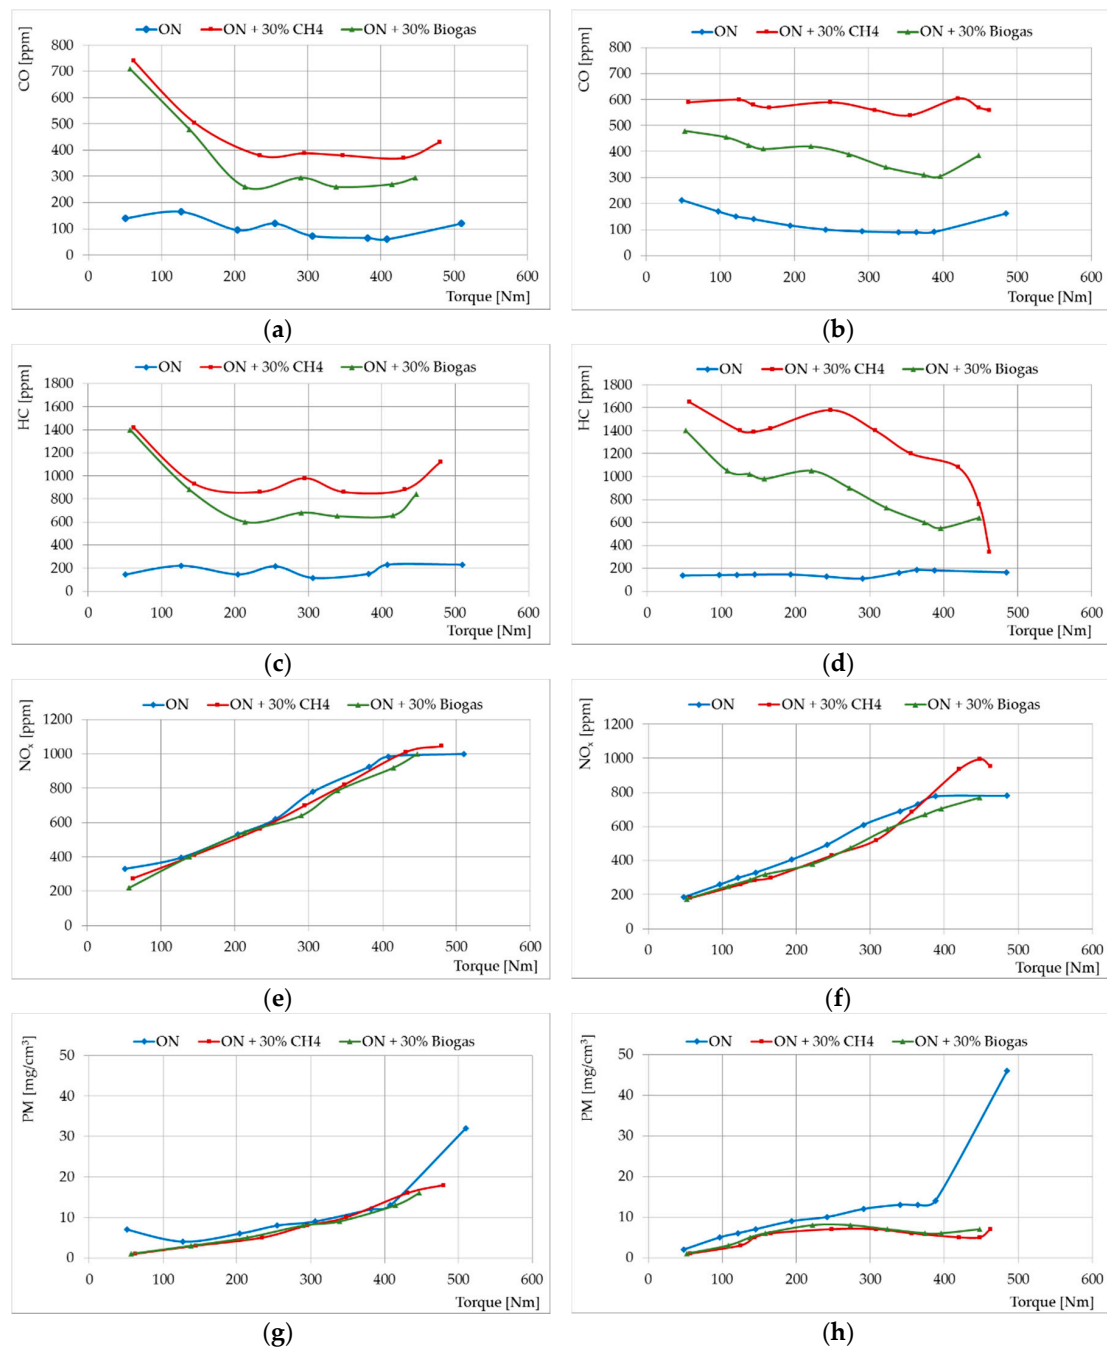 ON ON + 30% CH4 ON + 30% Biogas
CO [ppm]
800
700
600
500
400
300
200
100
0
0 100 200 300 400 500 600
Torque [Nm]
(a)
ON ON + 30% CH4 ON + 30% Biogas
CO [ppm]
800
700
600
500
400
300
200
100
0
0 100 200 300 400 500 600
Torque [Nm]
(b)
ON ON + 30% CH4 ON + 30% Biogas
HC [ppm]
1800
1600
1400
1200
1000
800
600
400
200
0
0 100 200 300 400 500 600
Torque [Nm]
(c)
ON ON + 30% CH4 ON + 30% Biogas
HC [ppm]
1800
1600
1400
1200
1000
800
600
400
200
0
0 100 200 300 400 500 600
Torque [Nm]
(d)
ON ON + 30% CH4 ON + 30% Biogas
NOₓ [ppm]
1200
1000
800
600
400
200
0
0 100 200 300 400 500 600
Torque [Nm]
(e)
ON ON + 30% CH4 ON + 30% Biogas
NOₓ [ppm]
1200
1000
800
600
400
200
0
0 100 200 300 400 500 600
Torque [Nm]
(f)
ON ON + 30% CH4 ON + 30% Biogas
PM [mg/cm³]
50
40
30
20
10
0
0 100 200 300 400 500 600
Torque [Nm]
(g)
ON ON + 30% CH4 ON + 30% Biogas
PM [mg/cm³]
50
40
30
20
10
0
0 100 200 300 400 500 600
Torque [Nm]
(h)